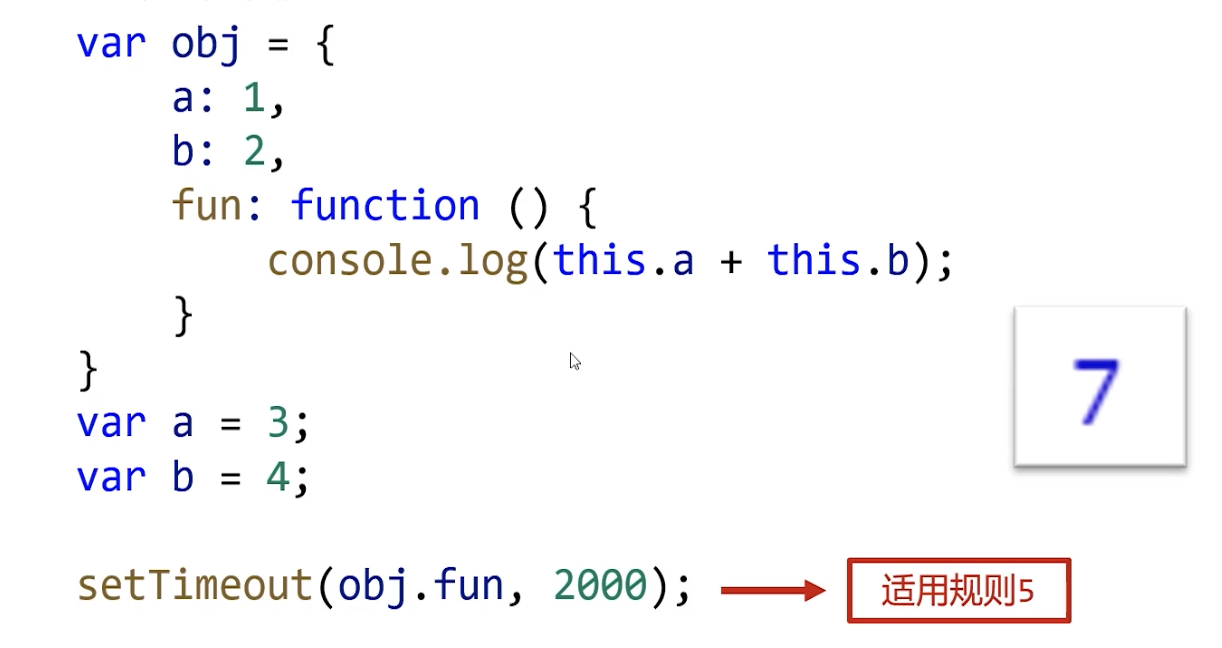 var obj = {
    a: 1,
    b: 2,
    fun: function () {
        console.log(this.a + this.b);
    }
}
var a = 3;
var b = 4;
7
setTimeout(obj.fun, 2000);
适用规则5